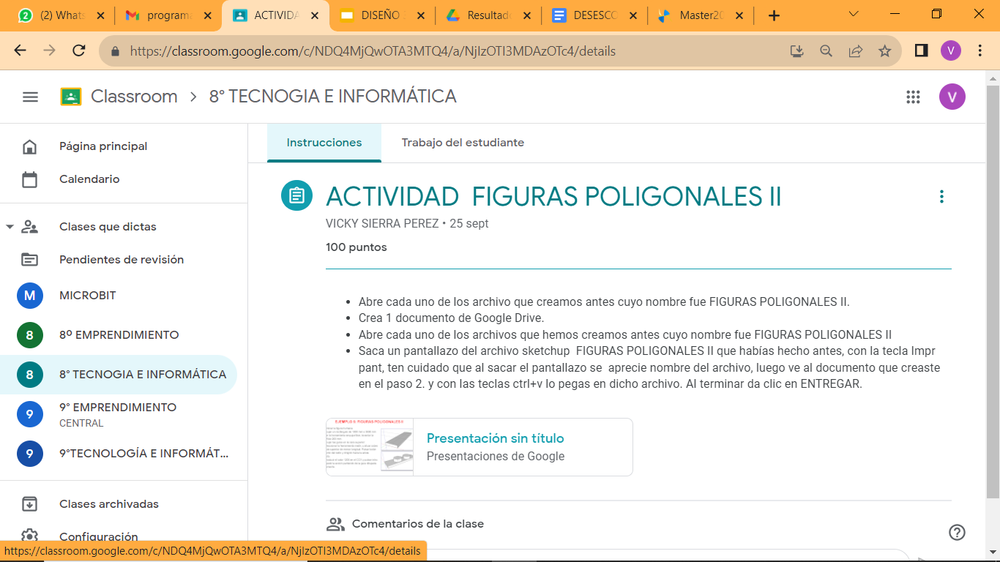 (2) Whats
programa
ACTIVIDA
DISEÑO
Resultado
DESESCO
Master20
https://classroom.google.com/c/NDQ4MjQwOTA3MTQ4/a/NjIzOTI3MDAzOTc4/details
V
Classroom > 8° TECNOGIA E INFORMÁTICA
V
Página principal
Calendario
Clases que dictas
Pendientes de revisión
M MICROBIT
8 8º EMPRENDIMIENTO
8 8° TECNOGIA E INFORMÁTICA
9 9° EMPRENDIMIENTO
CENTRAL
9 9°TECNOLOGÍA E INFORMÁT...
Clases archivadas
Configuración
Instrucciones
Trabajo del estudiante
ACTIVIDAD FIGURAS POLIGONALES II
VICKY SIERRA PEREZ • 25 sept
100 puntos
• Abre cada uno de los archivo que creamos antes cuyo nombre fue FIGURAS POLIGONALES II.
• Crea 1 documento de Google Drive.
• Abre cada uno de los archivos que hemos creamos antes cuyo nombre fue FIGURAS POLIGONALES II
• Saca un pantallazo del archivo sketchup FIGURAS POLIGONALES II que habías hecho antes, con la tecla Impr
pant, ten cuidado que al sacar el pantallazo se aprecie nombre del archivo, luego ve al documento que creaste
en el paso 2. y con las teclas ctrl+v lo pegas en dicho archivo. Al terminar da clic en ENTREGAR.
EJEMPLO 5: FIGURAS POLIGONALES II
Presentación sin título
Presentaciones de Google
Comentarios de la clase
https://classroom.google.com/c/NDQ4MjQwOTA3MTQ4/a/NjIzOTI3MDAzOTc4/details